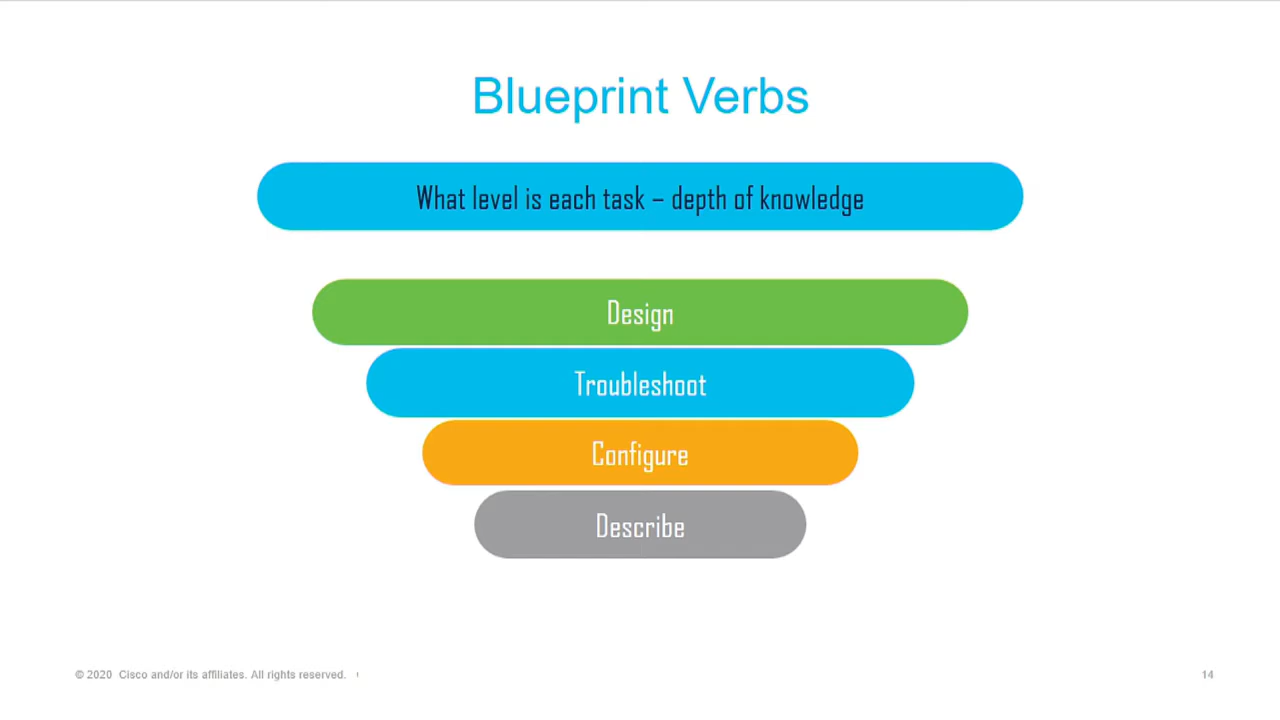 Blueprint Verbs
What level is each task – depth of knowledge
Design
Troubleshoot
Configure
Describe
© 2020 Cisco and/or its affiliates. All rights reserved.
14